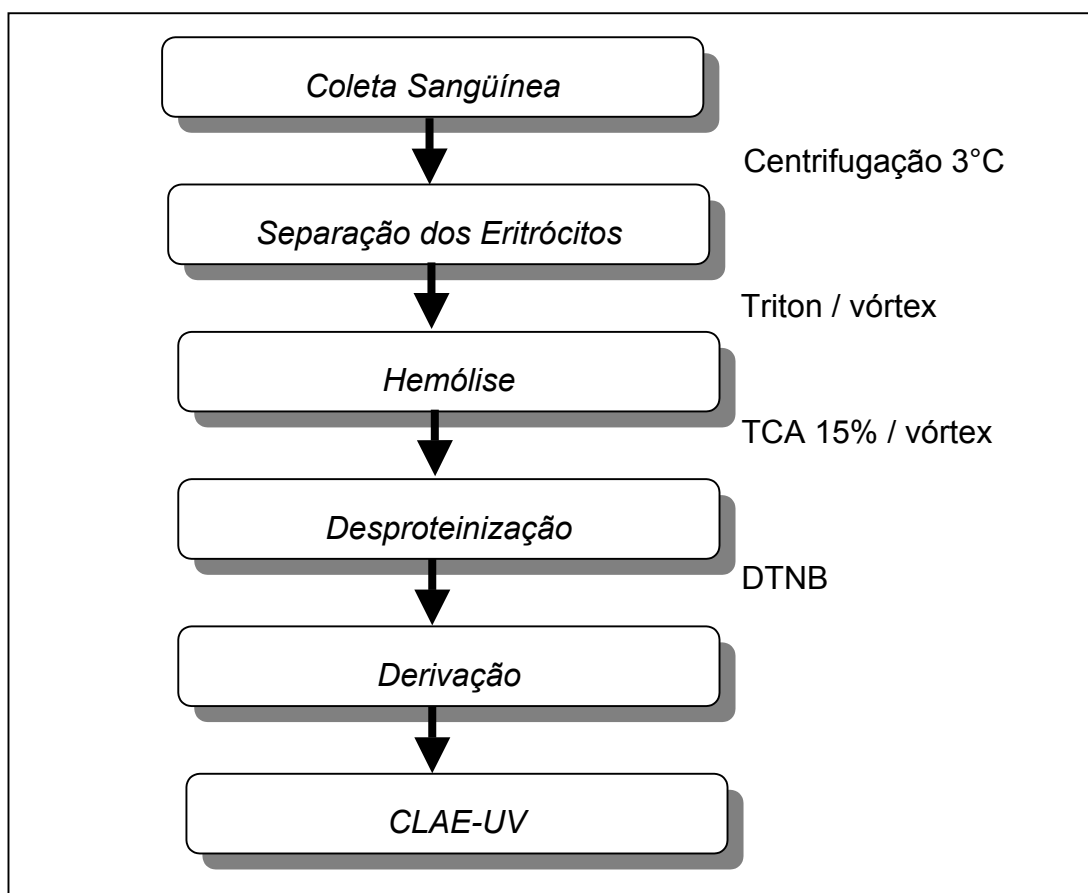 Coleta Sangüínea
Centrifugação 3°C
Separação dos Eritrócitos
Triton / vórtex
Hemólise
TCA 15% / vórtex
Desproteinização
DTNB
Derivação
CLAE-UV